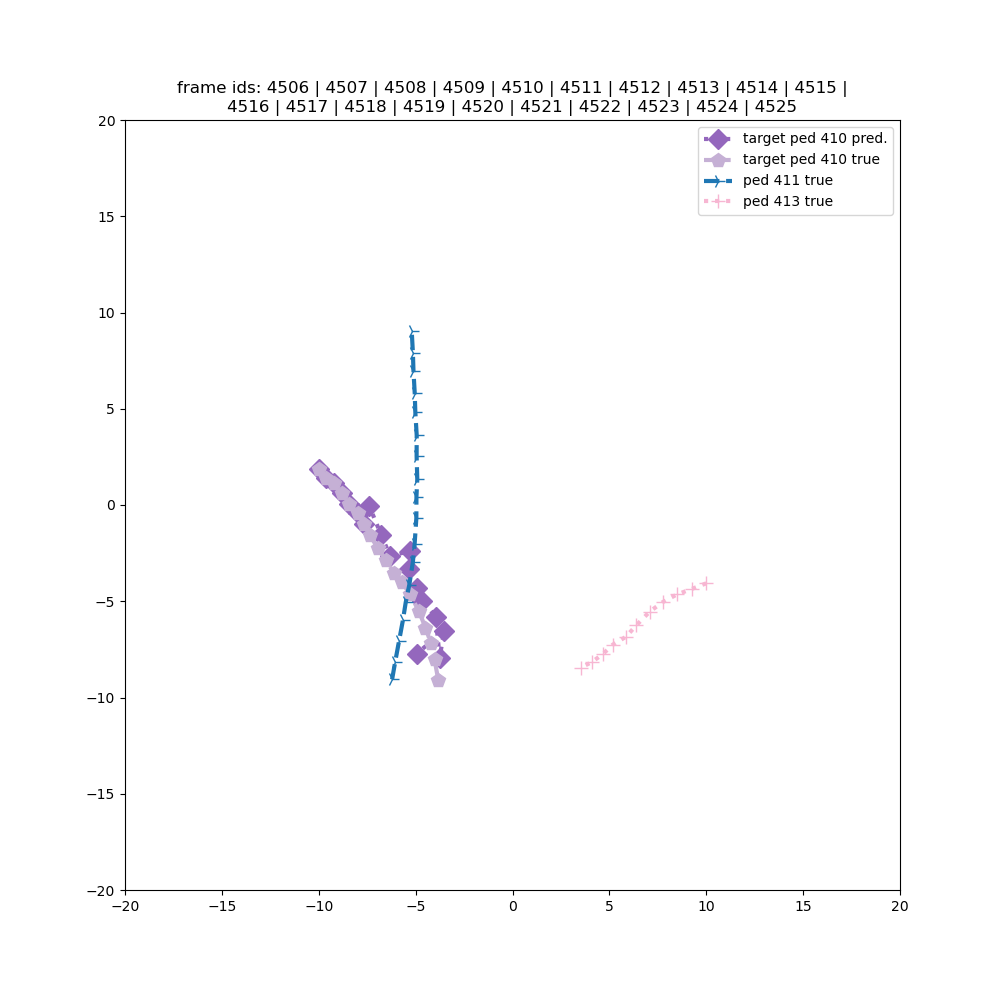 frame ids: 4506 | 4507 | 4508 | 4509 | 4510 | 4511 | 4512 | 4513 | 4514 | 4515 |
4516 | 4517 | 4518 | 4519 | 4520 | 4521 | 4522 | 4523 | 4524 | 4525
target ped 410 pred.
target ped 410 true
ped 411 true
ped 413 true
20
15
10
5
0
−5
−10
−15
−20
−20 −15 −10 −5 0 5 10 15 20